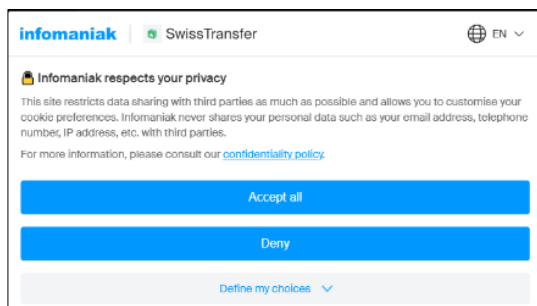 infomaniak SwissTransfer EN
Infomaniak respects your privacy
This site restricts data sharing with third parties as much as possible and allows you to customise your
cookie preferences. Infomaniak never shares your personal data such as your email address, telephone
number, IP address, etc. with third parties.
For more information, please consult our confidentiality policy.
Accept all
Deny
Define my choices